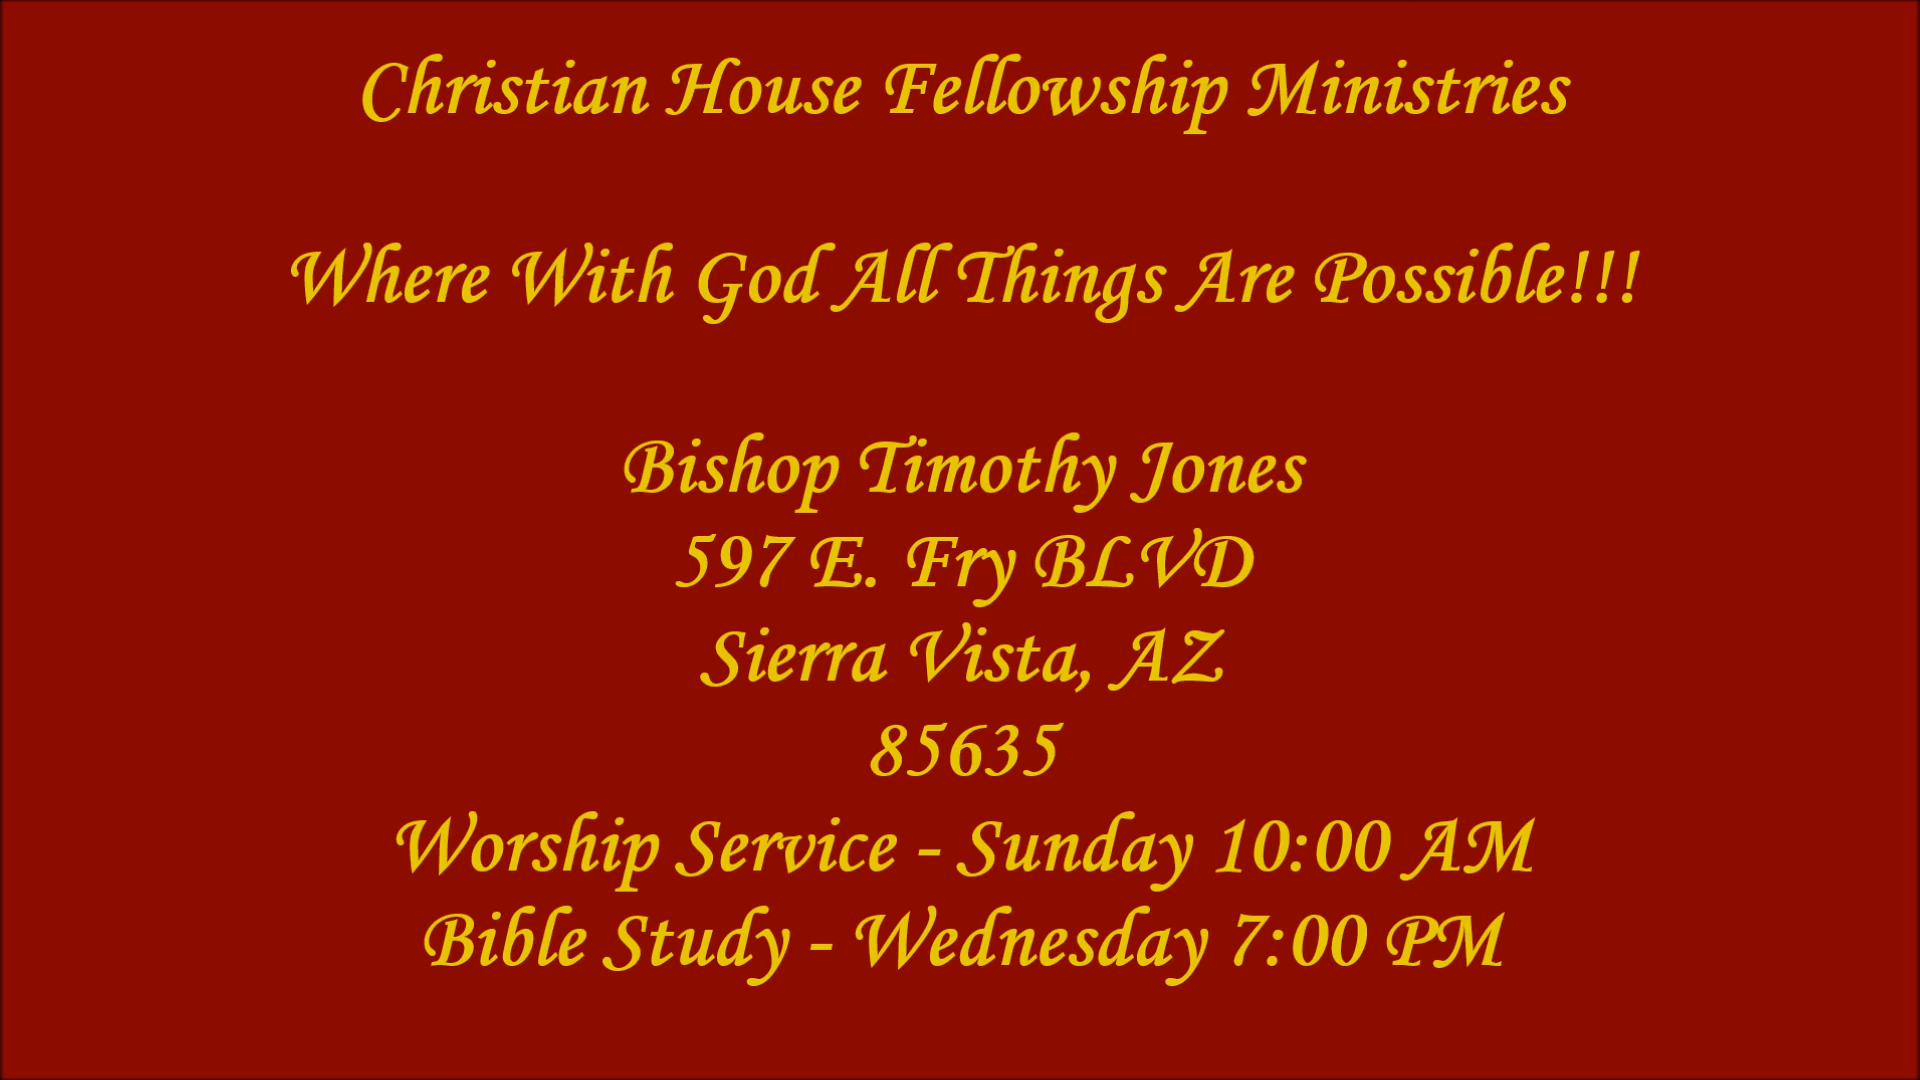 Christian House Fellowship Ministries
Where With God All Things Are Possible!!!
Bishop Timothy Jones
597 E. Fry BLVD
Sierra Vista, AZ
85635
Worship Service - Sunday 10:00 AM
Bible Study - Wednesday 7:00 PM